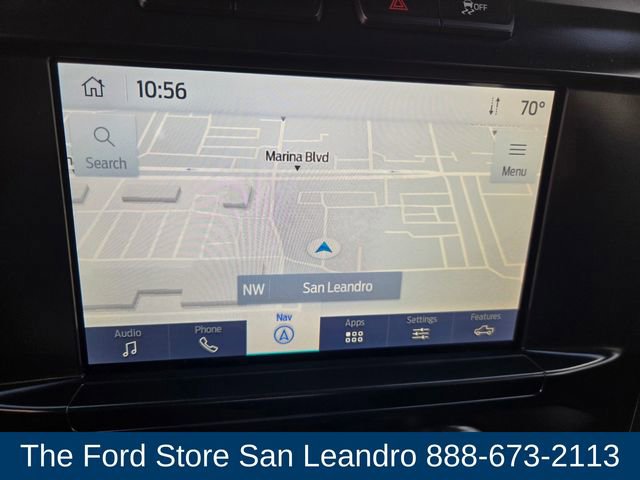 OFF
10:56
70°
Search
Marina Blvd
Menu
NW San Leandro
Audio Phone Nav Apps Settings Features
The Ford Store San Leandro 888-673-2113